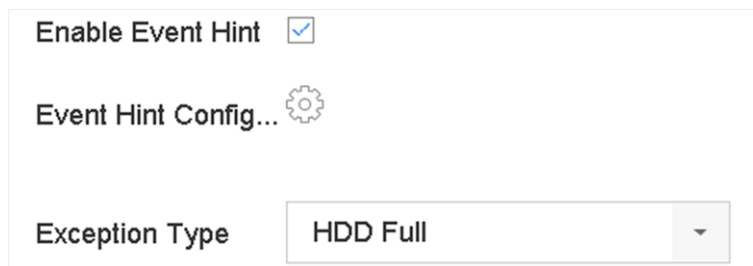 Enable Event Hint
Event Hint Config...
Exception Type HDD Full